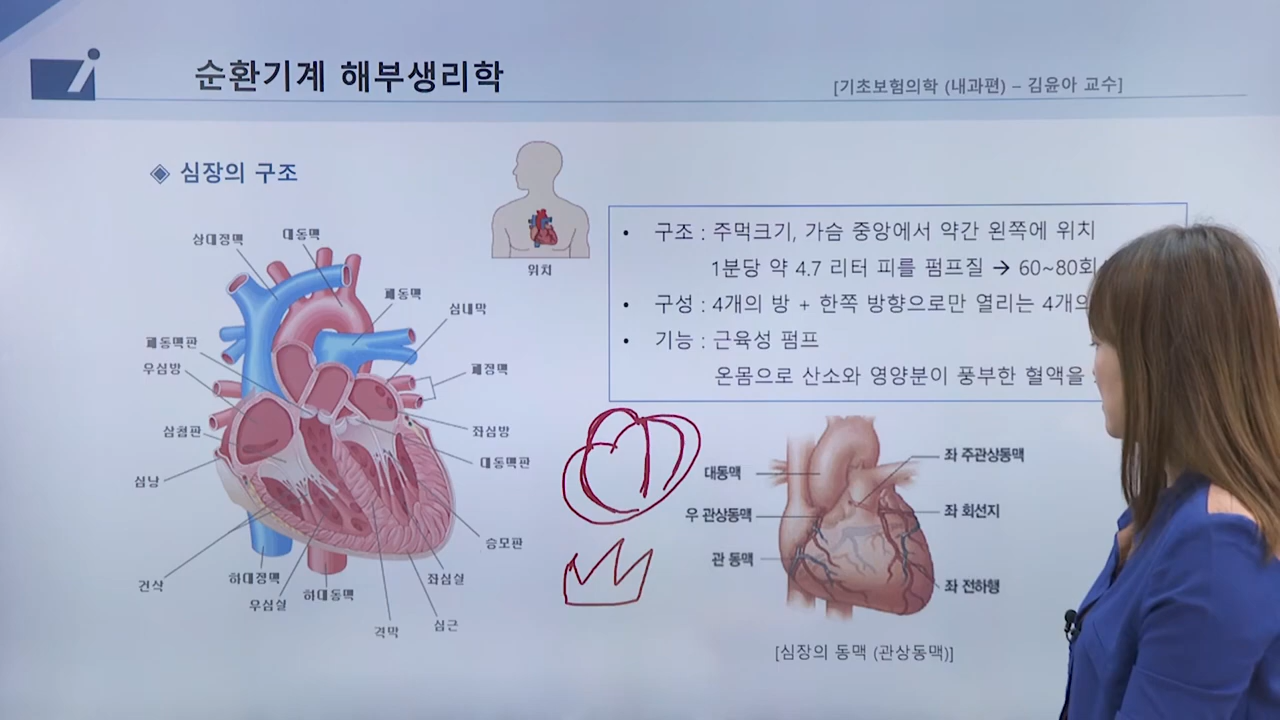 순환기계 해부생리학
[기초보험의학 (내과편) – 김윤아 교수]
◈ 심장의 구조
위치
상대정맥
대동맥
폐동맥
심내막
폐동맥판
우심방
폐정맥
삼첨판
좌심방
대동맥판
심낭
승모판
건삭
하대정맥
우심실
하대동맥
좌심실
격막
심근
• 구조 : 주먹크기, 가슴 중앙에서 약간 왼쪽에 위치
1분당 약 4.7 리터 피를 펌프질 → 60~80회
• 구성 : 4개의 방 + 한쪽 방향으로만 열리는 4개의
• 기능 : 근육성 펌프
온몸으로 산소와 영양분이 풍부한 혈액을
대동맥
좌 주관상동맥
우 관상동맥
좌 회선지
관 동맥
좌 전하행
[심장의 동맥 (관상동맥)]